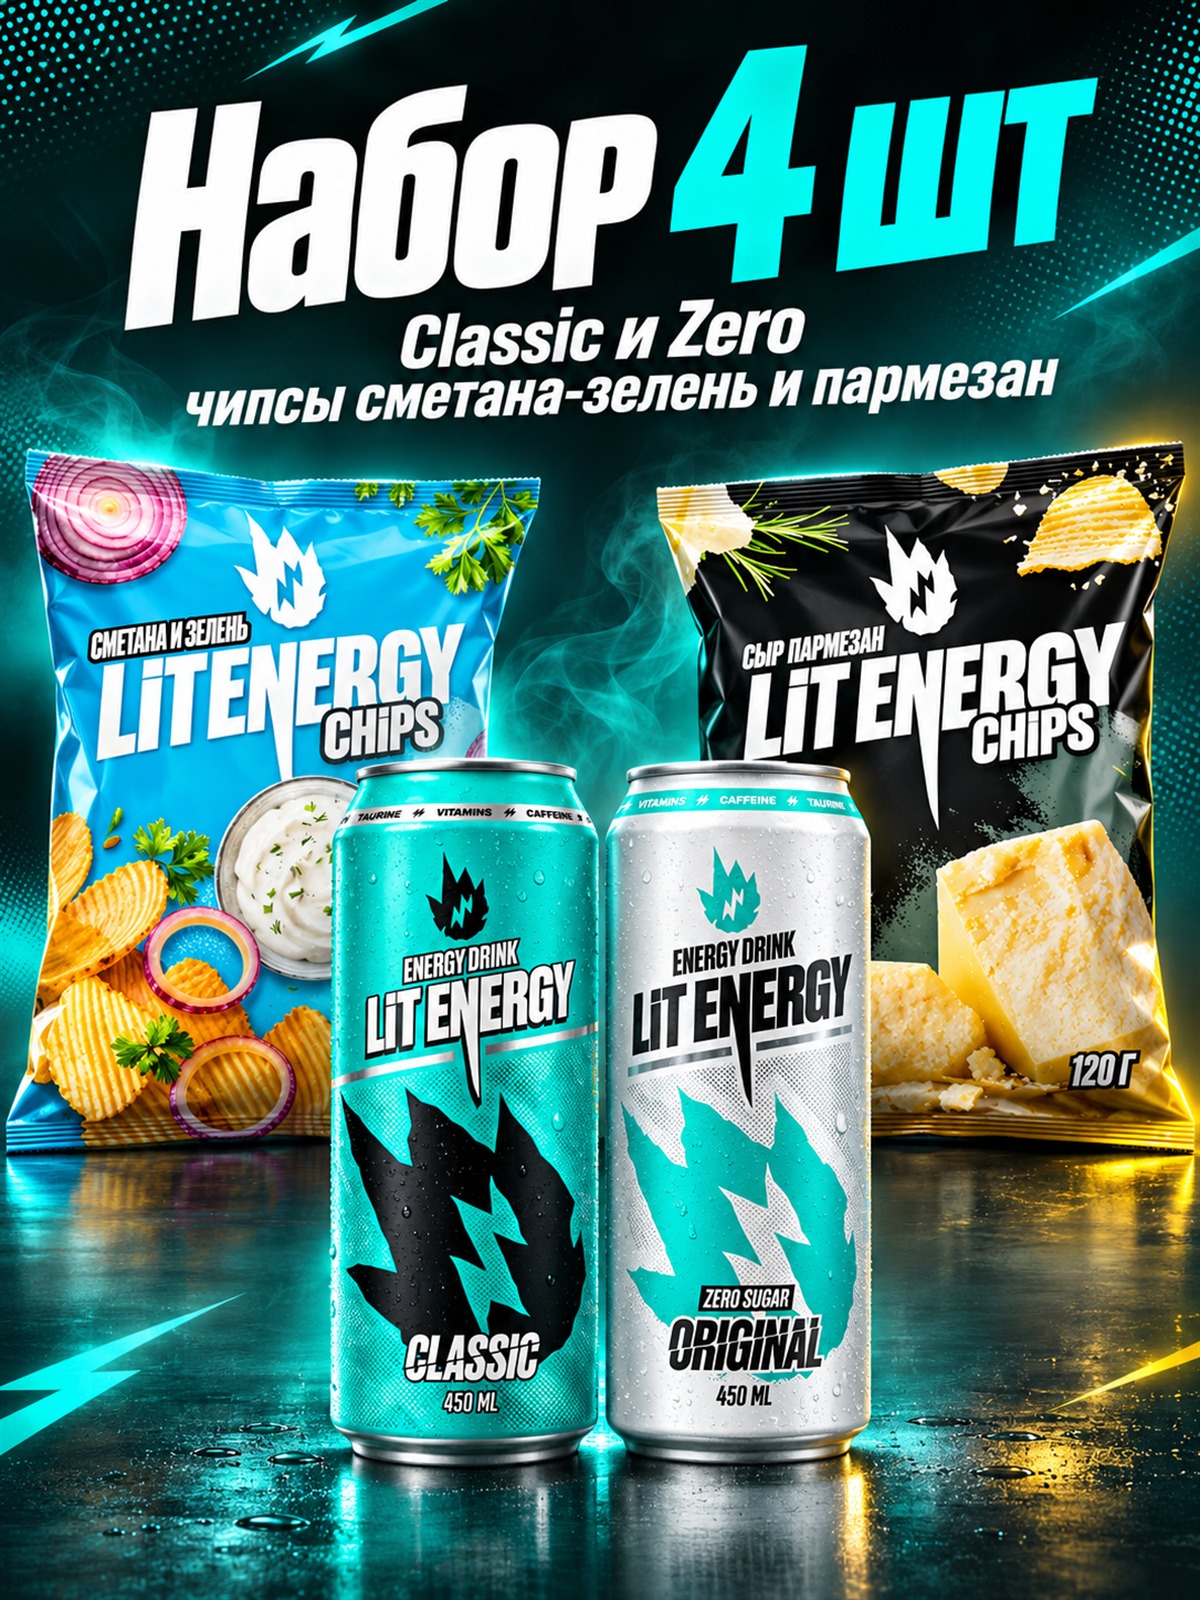 Набор 4 шт
Classic и Zero
чипсы сметана-зелень и пармезан
СМЕТАНА И ЗЕЛЕНЬ
LiTENERGY
CHiPS
СЫР ПАРМЕЗАН
LiT ENERGY
CHiPS
120 Г
TAURINE VITAMINS CAFFEINE
ENERGY DRINK
LiT ENERGY
CLASSIC
450 ML
VITAMINS CAFFEINE TAURINE
ENERGY DRINK
LiT ENERGY
ZERO SUGAR
ORIGINAL
450 ML